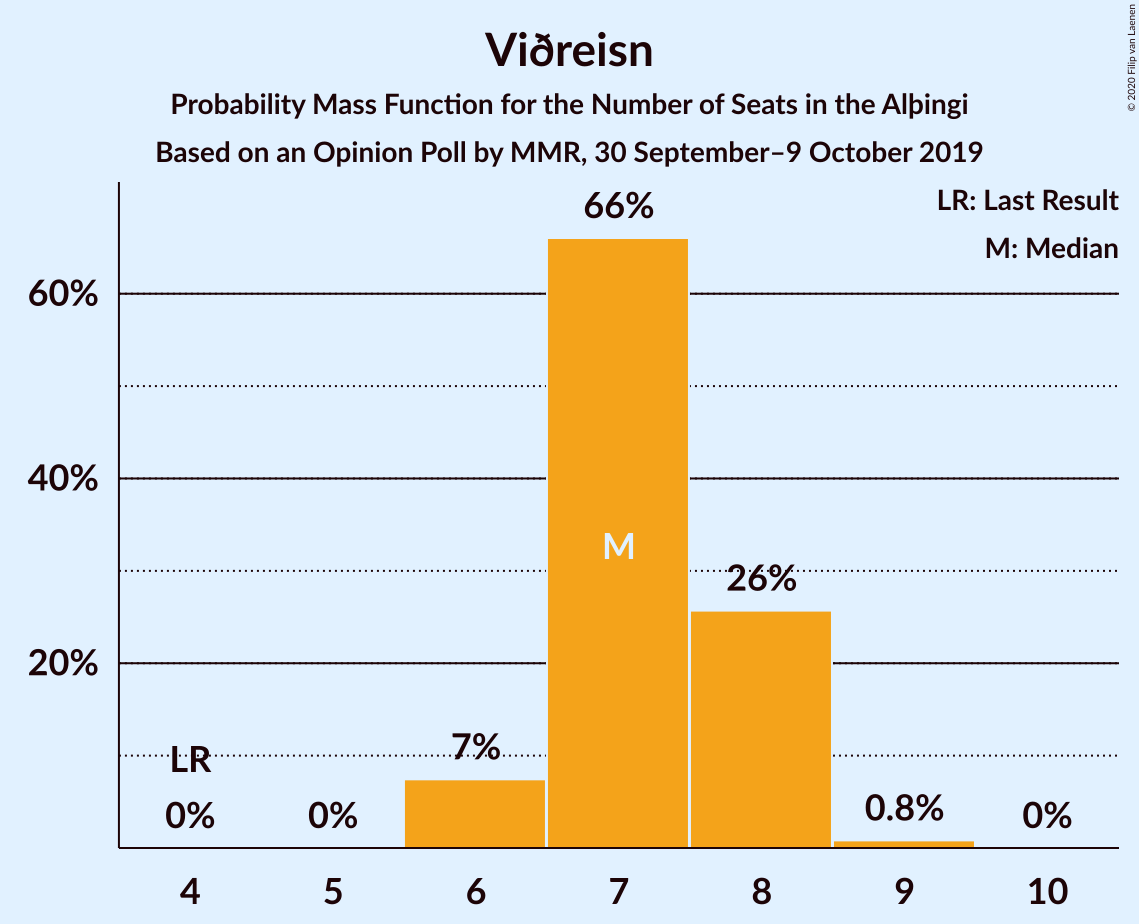 Viðreisn
Probability Mass Function for the Number of Seats in the Alþingi
Based on an Opinion Poll by MMR, 30 September–9 October 2019
© 2020 Filip van Laenen
LR: Last Result
M: Median
66%
60%
40%
M
26%
20%
7%
LR
0%
0%
0.8%
0%
4
5
6
7
8
9
10